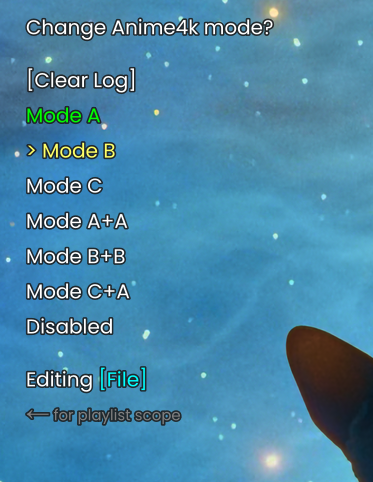 Change Anime4k mode?
[Clear Log]
Mode A
> Mode B
Mode C
Mode A+A
Mode B+B
Mode C+A
Disabled
Editing [File]
⟵ for playlist scope